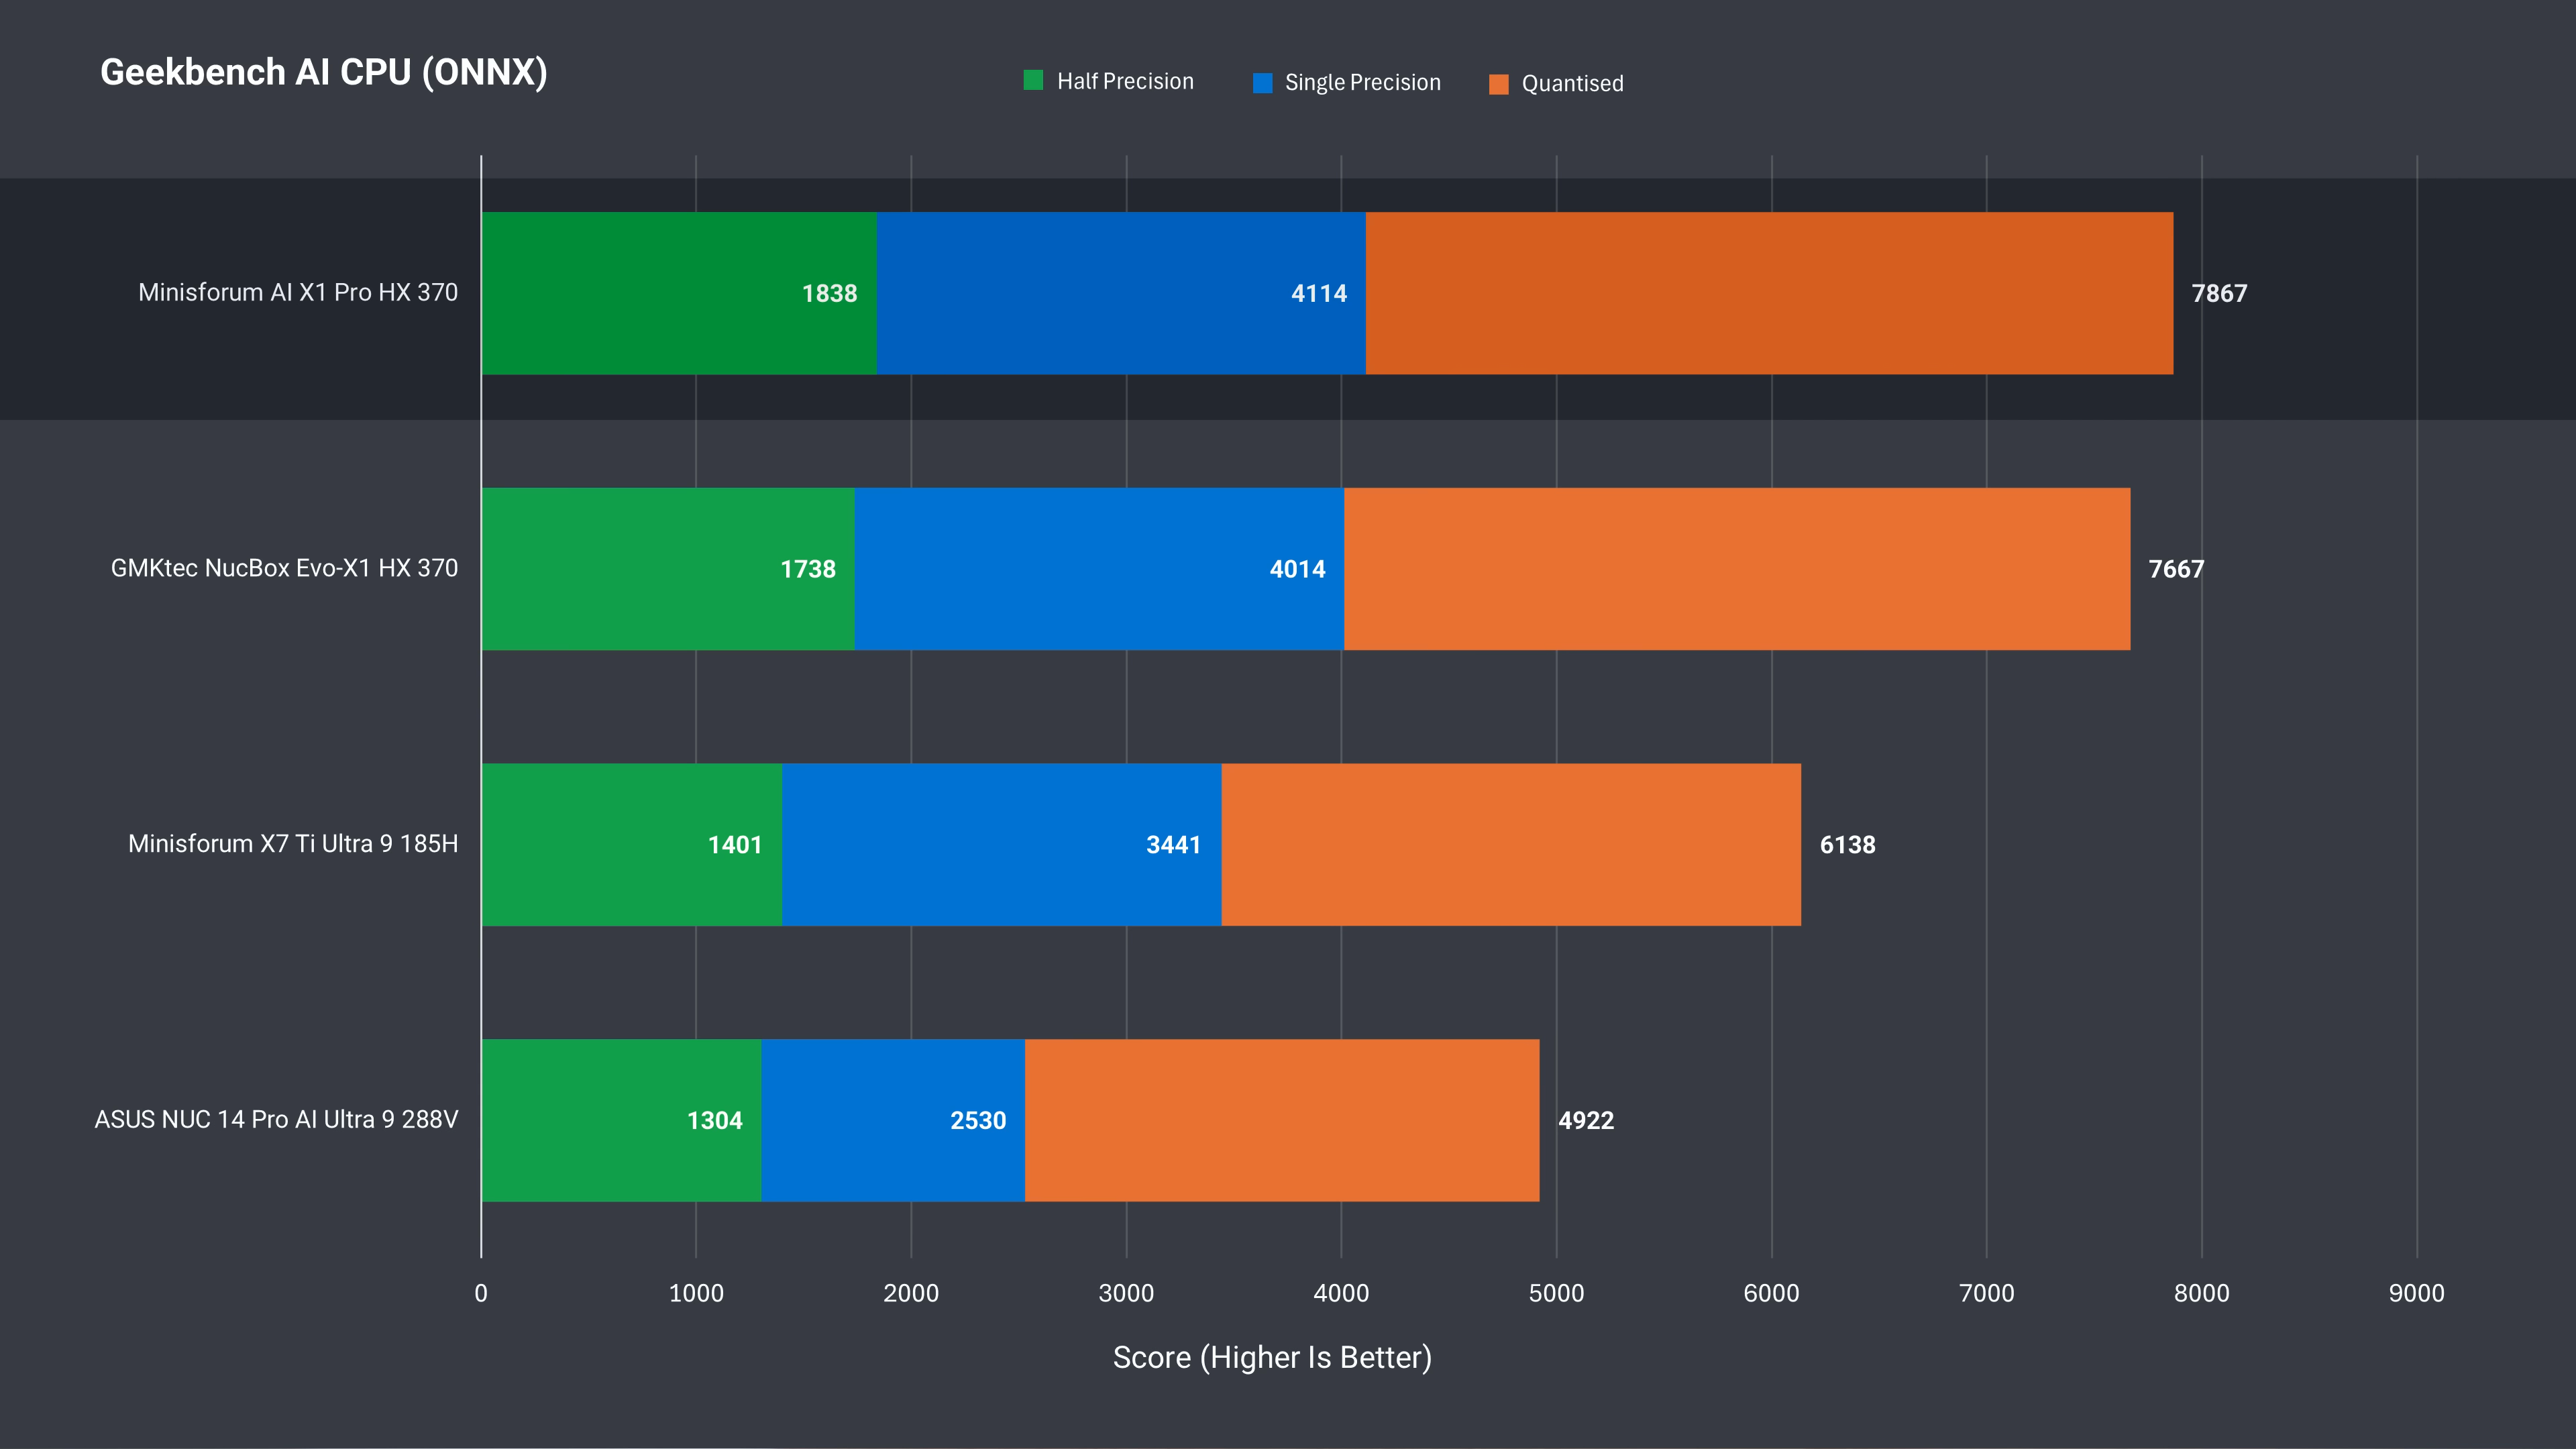 Geekbench AI CPU (ONNX)
Half Precision
Single Precision
Quantised
Minisforum AI X1 Pro HX 370
1838
4114
7867
GMKtec NucBox Evo-X1 HX 370
1738
4014
7667
Minisforum X7 Ti Ultra 9 185H
1401
3441
6138
ASUS NUC 14 Pro AI Ultra 9 288V
1304
2530
4922
0
1000
2000
3000
4000
5000
6000
7000
8000
9000
Score (Higher Is Better)